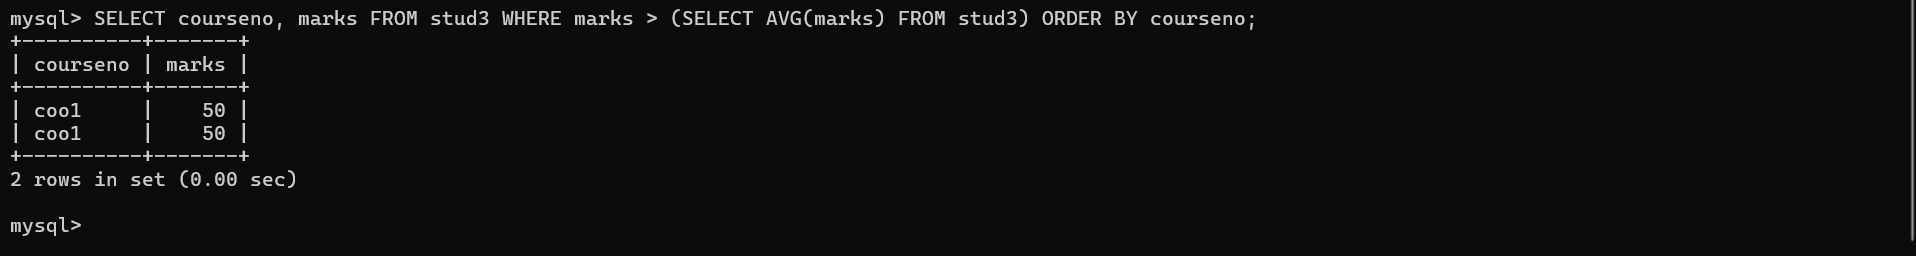 mysql> SELECT courseno, marks FROM stud3 WHERE marks > (SELECT AVG(marks) FROM stud3) ORDER BY courseno;
+----------+-------+
| courseno | marks |
+----------+-------+
| coo1     |    50 |
| coo1     |    50 |
+----------+-------+
2 rows in set (0.00 sec)

mysql>